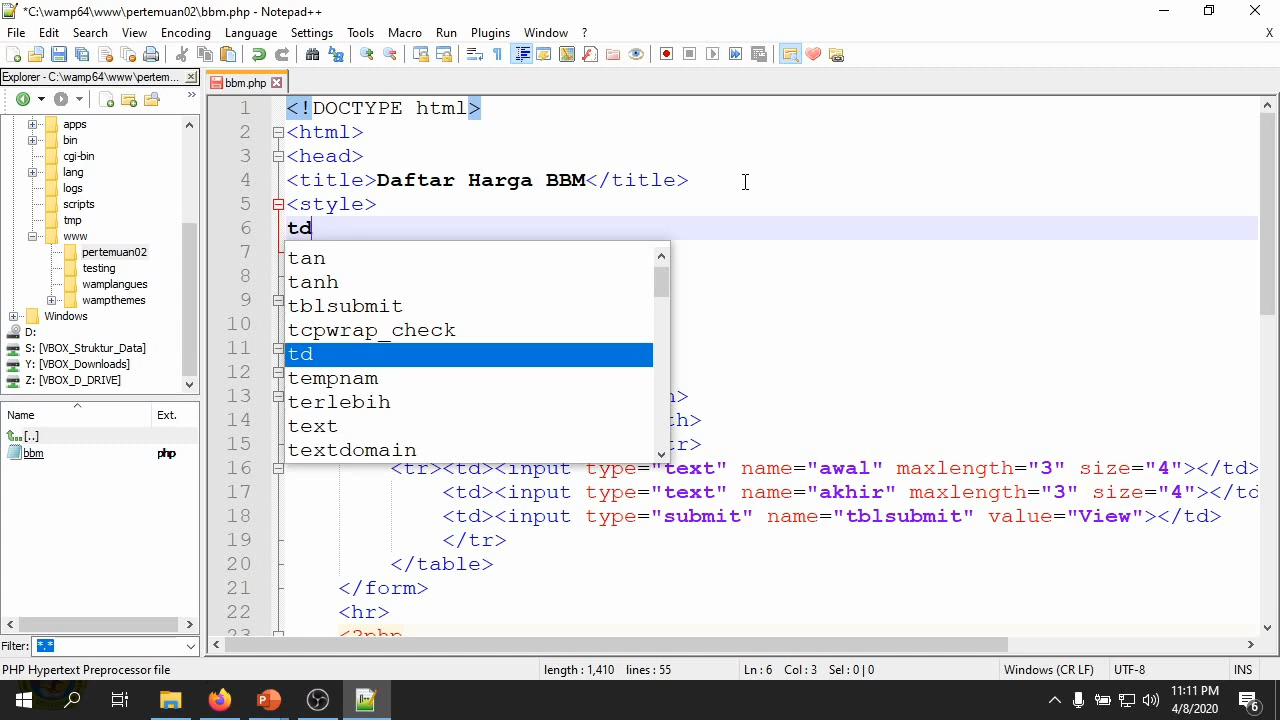 *C:\wamp64\www\pertemuan02\bbm.php - Notepad++
File Edit Search View Encoding Language Settings Tools Macro Run Plugins Window ? X
Explorer - C:\wamp64\www\pertem...
bbm.php
apps
bin
cgi-bin
lang
logs
scripts
tmp
www
pertemuan02
testing
wamplangues
wampthemes
Windows
D:
S: [VBOX_Struktur_Data]
Y: [VBOX_Downloads]
Z: [VBOX_D_DRIVE]
Name Ext.
[..]
bbm php
Filter: *.*
1 <!DOCTYPE html>
2 <html>
3 <head>
4 <title>Daftar Harga BBM</title>
5 <style>
6 td
7
8
9
10
11
12
13 >
14 th>
15 tr>
16 <tr><td><input type="text" name="awal" maxlength="3" size="4"></td>
17 <td><input type="text" name="akhir" maxlength="3" size="4"></td
18 <td><input type="submit" name="tblsubmit" value="View"></td>
19 </tr>
20 </table>
21 </form>
22 <hr>
23 <?php
tan
tanh
tblsubmit
tcpwrap_check
td
tempnam
terlebih
text
textdomain
PHP Hypertext Preprocessor file length : 1,410 lines : 55 Ln : 6 Col : 3 Sel : 0 | 0 Windows (CR LF) UTF-8 INS
11:11 PM
4/8/2020
6